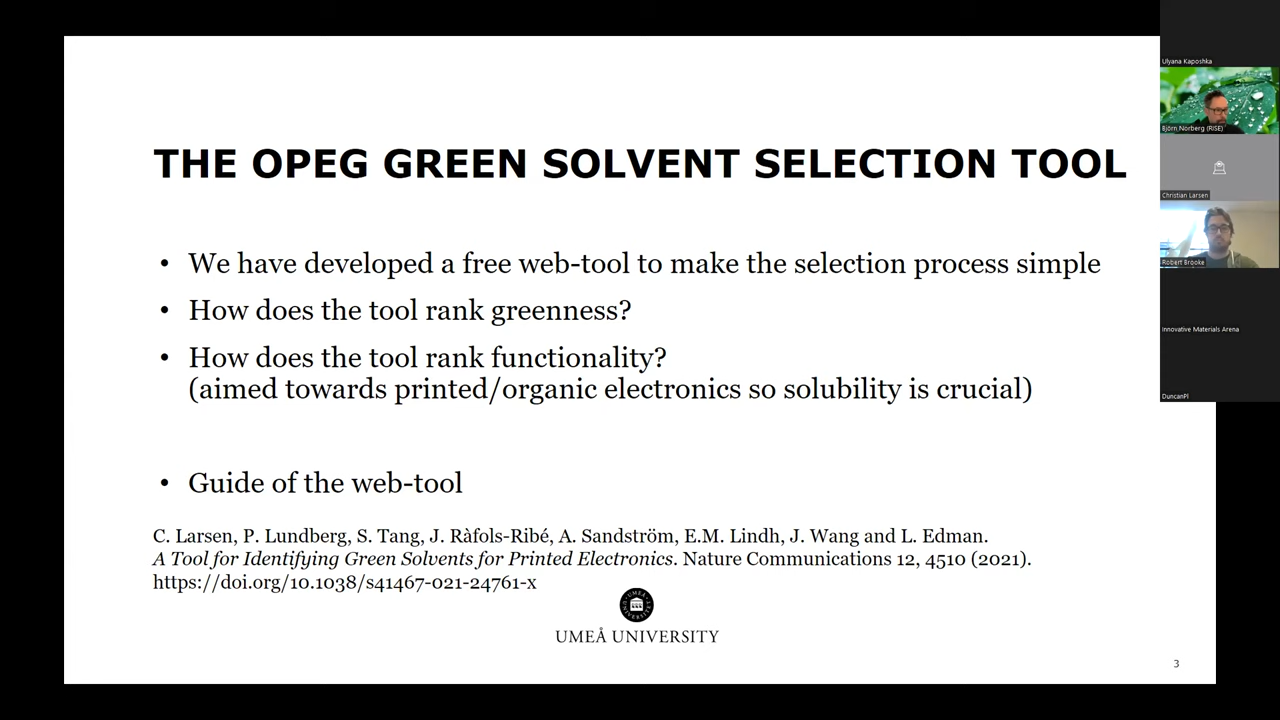 THE OPEG GREEN SOLVENT SELECTION TOOL
• We have developed a free web-tool to make the selection process simple
• How does the tool rank greenness?
• How does the tool rank functionality?
(aimed towards printed/organic electronics so solubility is crucial)
• Guide of the web-tool
C. Larsen, P. Lundberg, S. Tang, J. Ràfols-Ribé, A. Sandström, E.M. Lindh, J. Wang and L. Edman.
A Tool for Identifying Green Solvents for Printed Electronics. Nature Communications 12, 4510 (2021).
https://doi.org/10.1038/s41467-021-24761-x
UMEÅ UNIVERSITY
3
Ulyana Kaposhka
Björn Norberg (RISE)
Christian Larsen
Robert Brooke
Innovative Materials Arena
DuncanPl